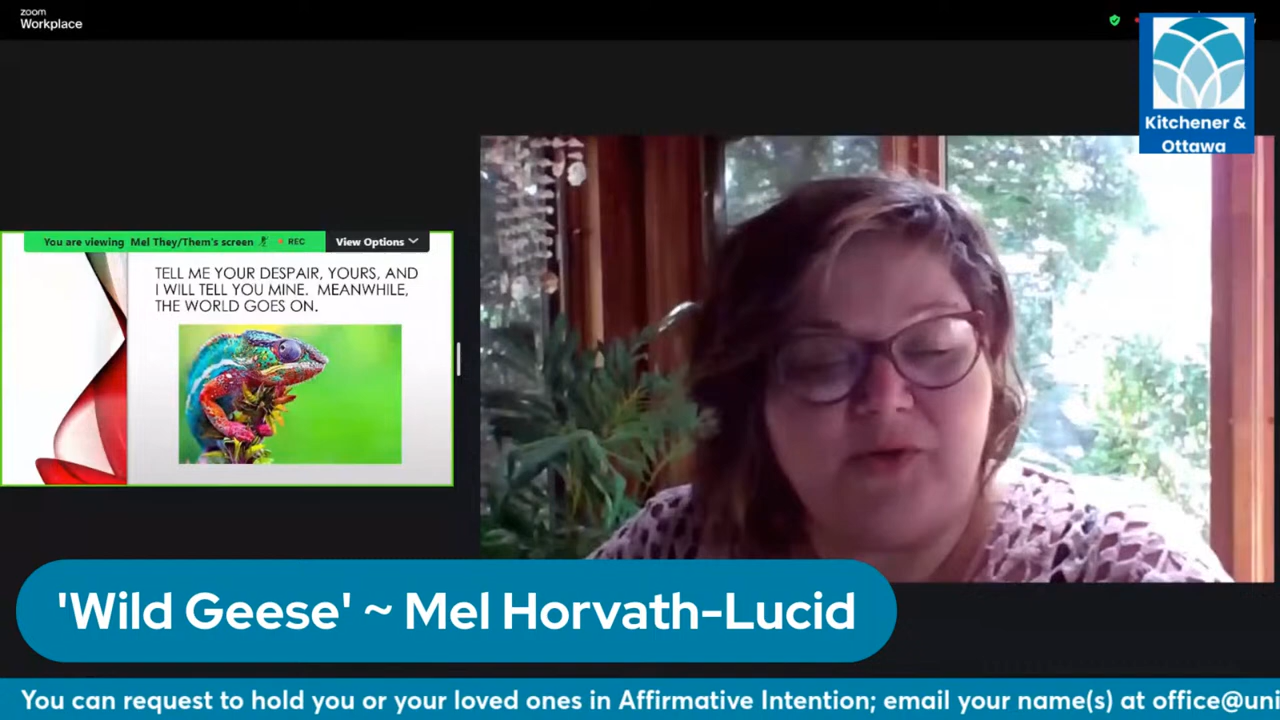 zoom
Workplace
Kitchener &
Ottawa
You are viewing Mel They/Them's screen REC View Options
TELL ME YOUR DESPAIR, YOURS, AND
I WILL TELL YOU MINE. MEANWHILE,
THE WORLD GOES ON.
'Wild Geese' ~ Mel Horvath-Lucid
You can request to hold you or your loved ones in Affirmative Intention; email your name(s) at office@uni